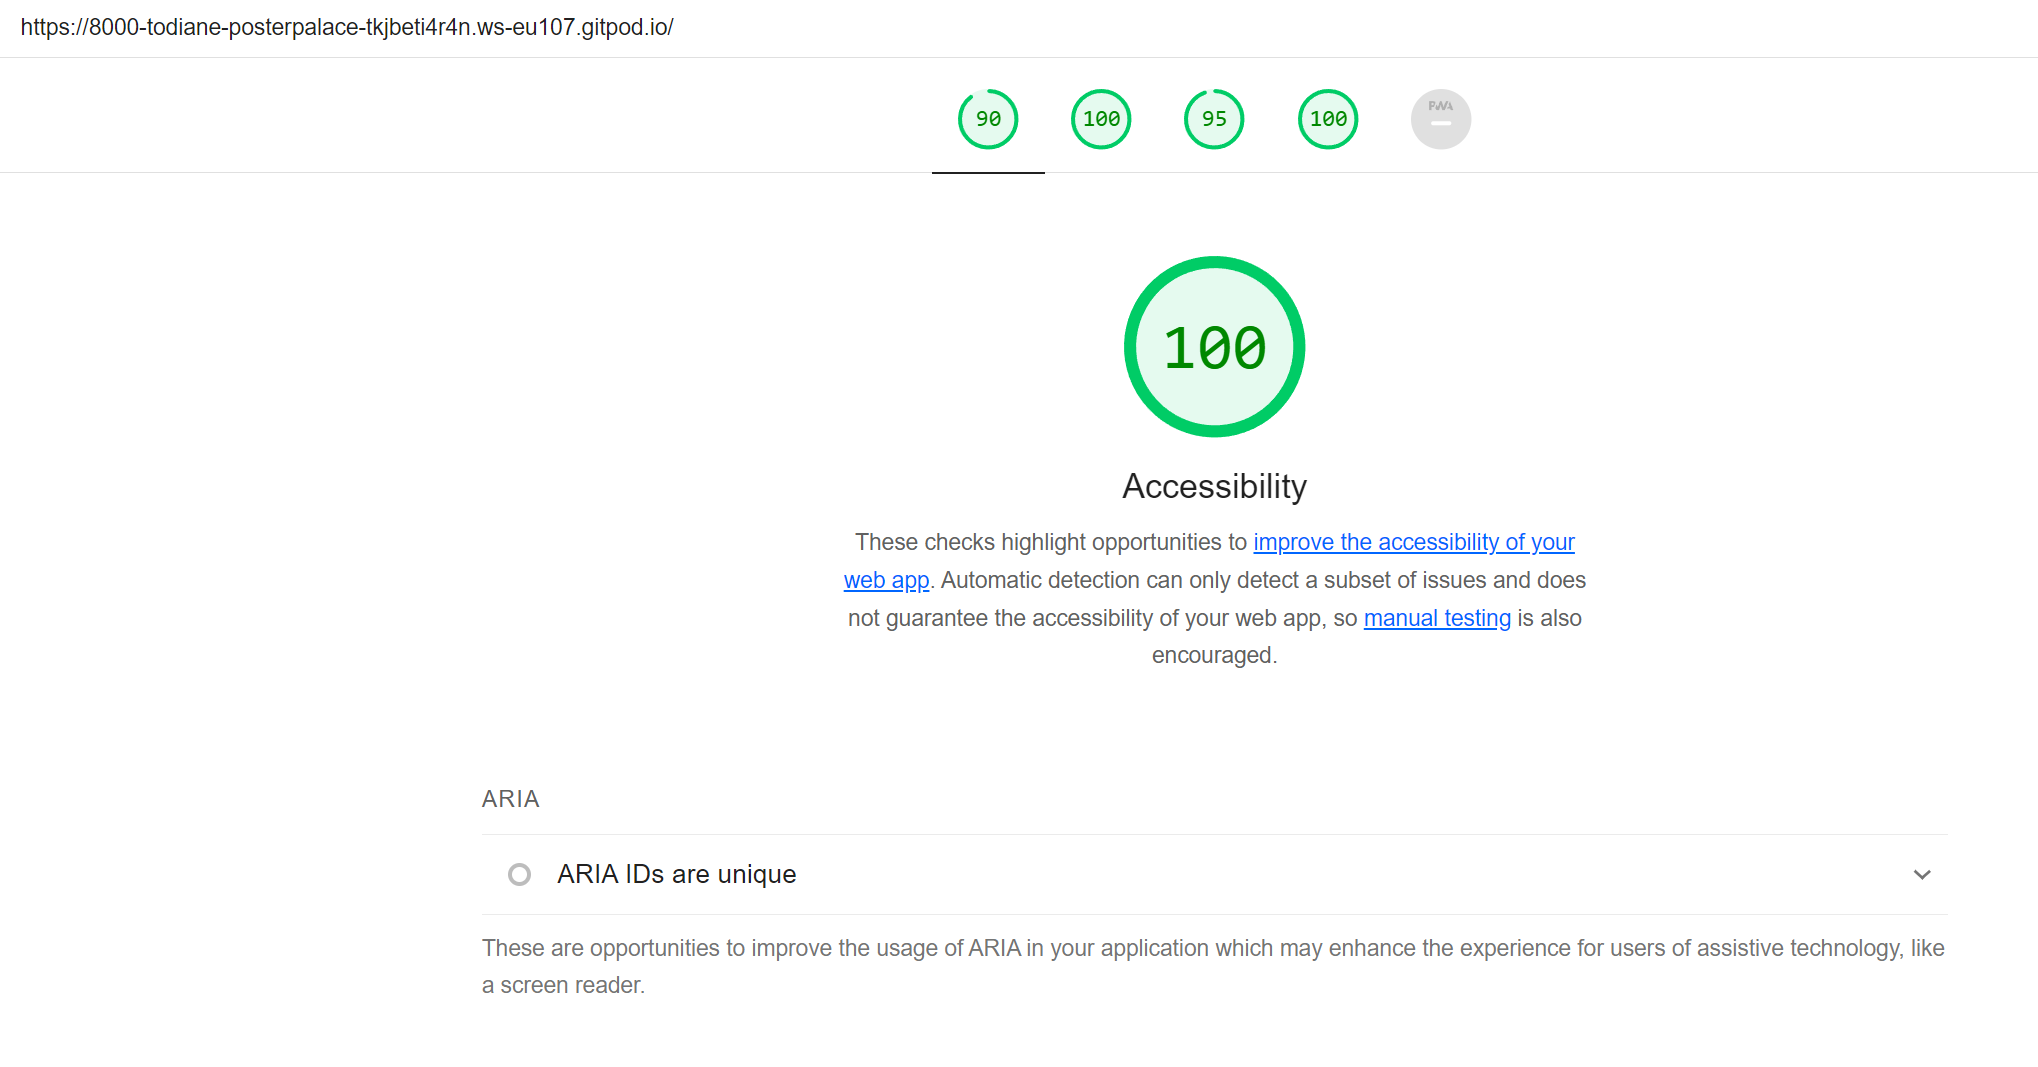 https://8000-todiane-posterpalace-tkjbeti4r4n.ws-eu107.gitpod.io/
90 100 95 100 PWA
100
Accessibility
These checks highlight opportunities to improve the accessibility of your
web app. Automatic detection can only detect a subset of issues and does
not guarantee the accessibility of your web app, so manual testing is also
encouraged.
ARIA
ARIA IDs are unique
These are opportunities to improve the usage of ARIA in your application which may enhance the experience for users of assistive technology, like
a screen reader.